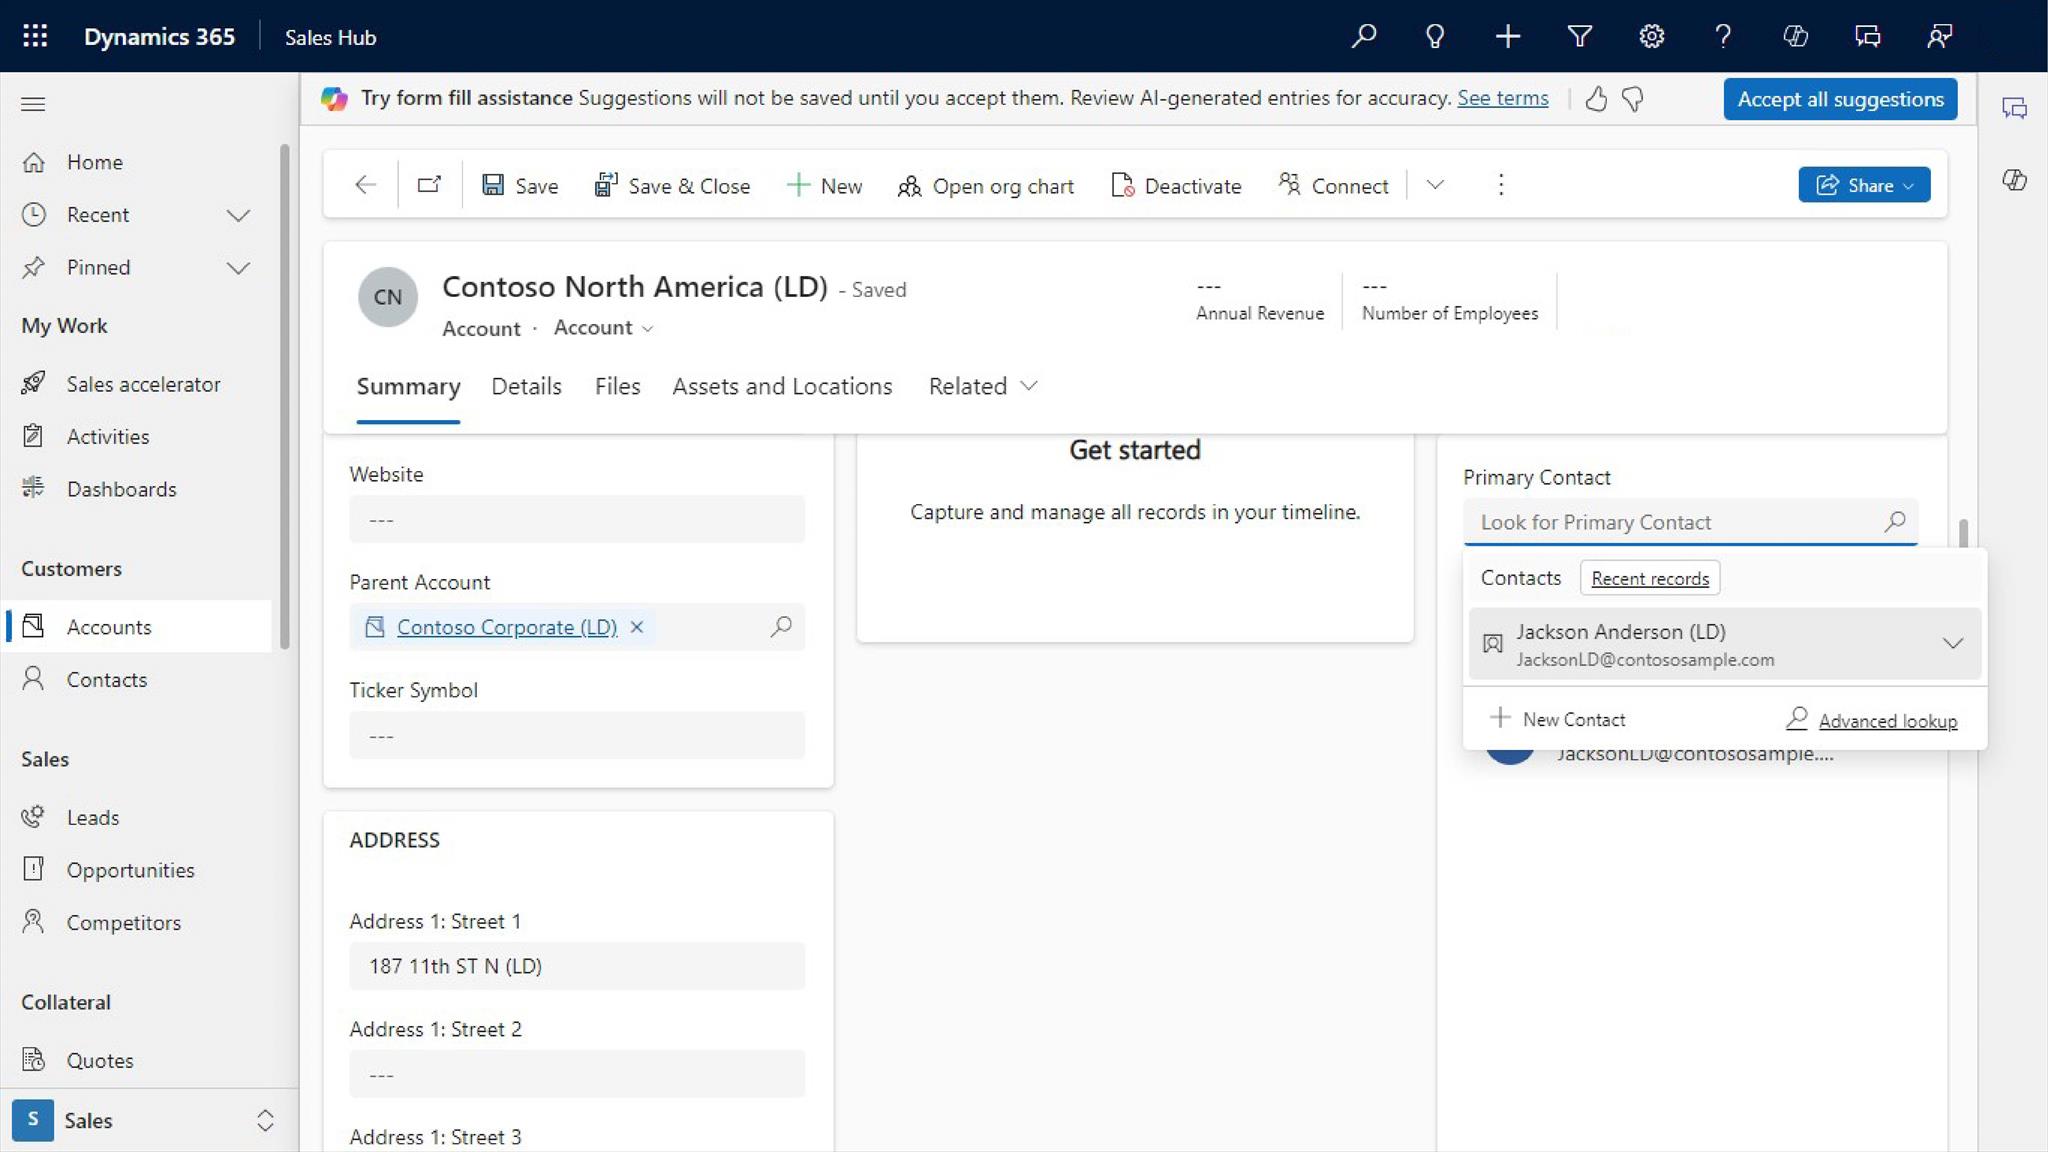 Dynamics 365
Sales Hub
Try form fill assistance Suggestions will not be saved until you accept them. Review AI-generated entries for accuracy. See terms
Accept all suggestions
Home
Recent
Pinned
My Work
Sales accelerator
Activities
Dashboards
Customers
Accounts
Contacts
Sales
Leads
Opportunities
Competitors
Collateral
Quotes
S
Sales
Save
Save & Close
New
Open org chart
Deactivate
Connect
Share
CN
Contoso North America (LD) - Saved
Account · Account
---
Annual Revenue
---
Number of Employees
Summary
Details
Files
Assets and Locations
Related
Website
---
Parent Account
Contoso Corporate (LD)
Ticker Symbol
---
ADDRESS
Address 1: Street 1
187 11th ST N (LD)
Address 1: Street 2
---
Address 1: Street 3
Get started
Capture and manage all records in your timeline.
Primary Contact
Look for Primary Contact
Contacts
Recent records
Jackson Anderson (LD)
JacksonLD@contososample.com
New Contact
Advanced lookup
JacksonLD@contososample....